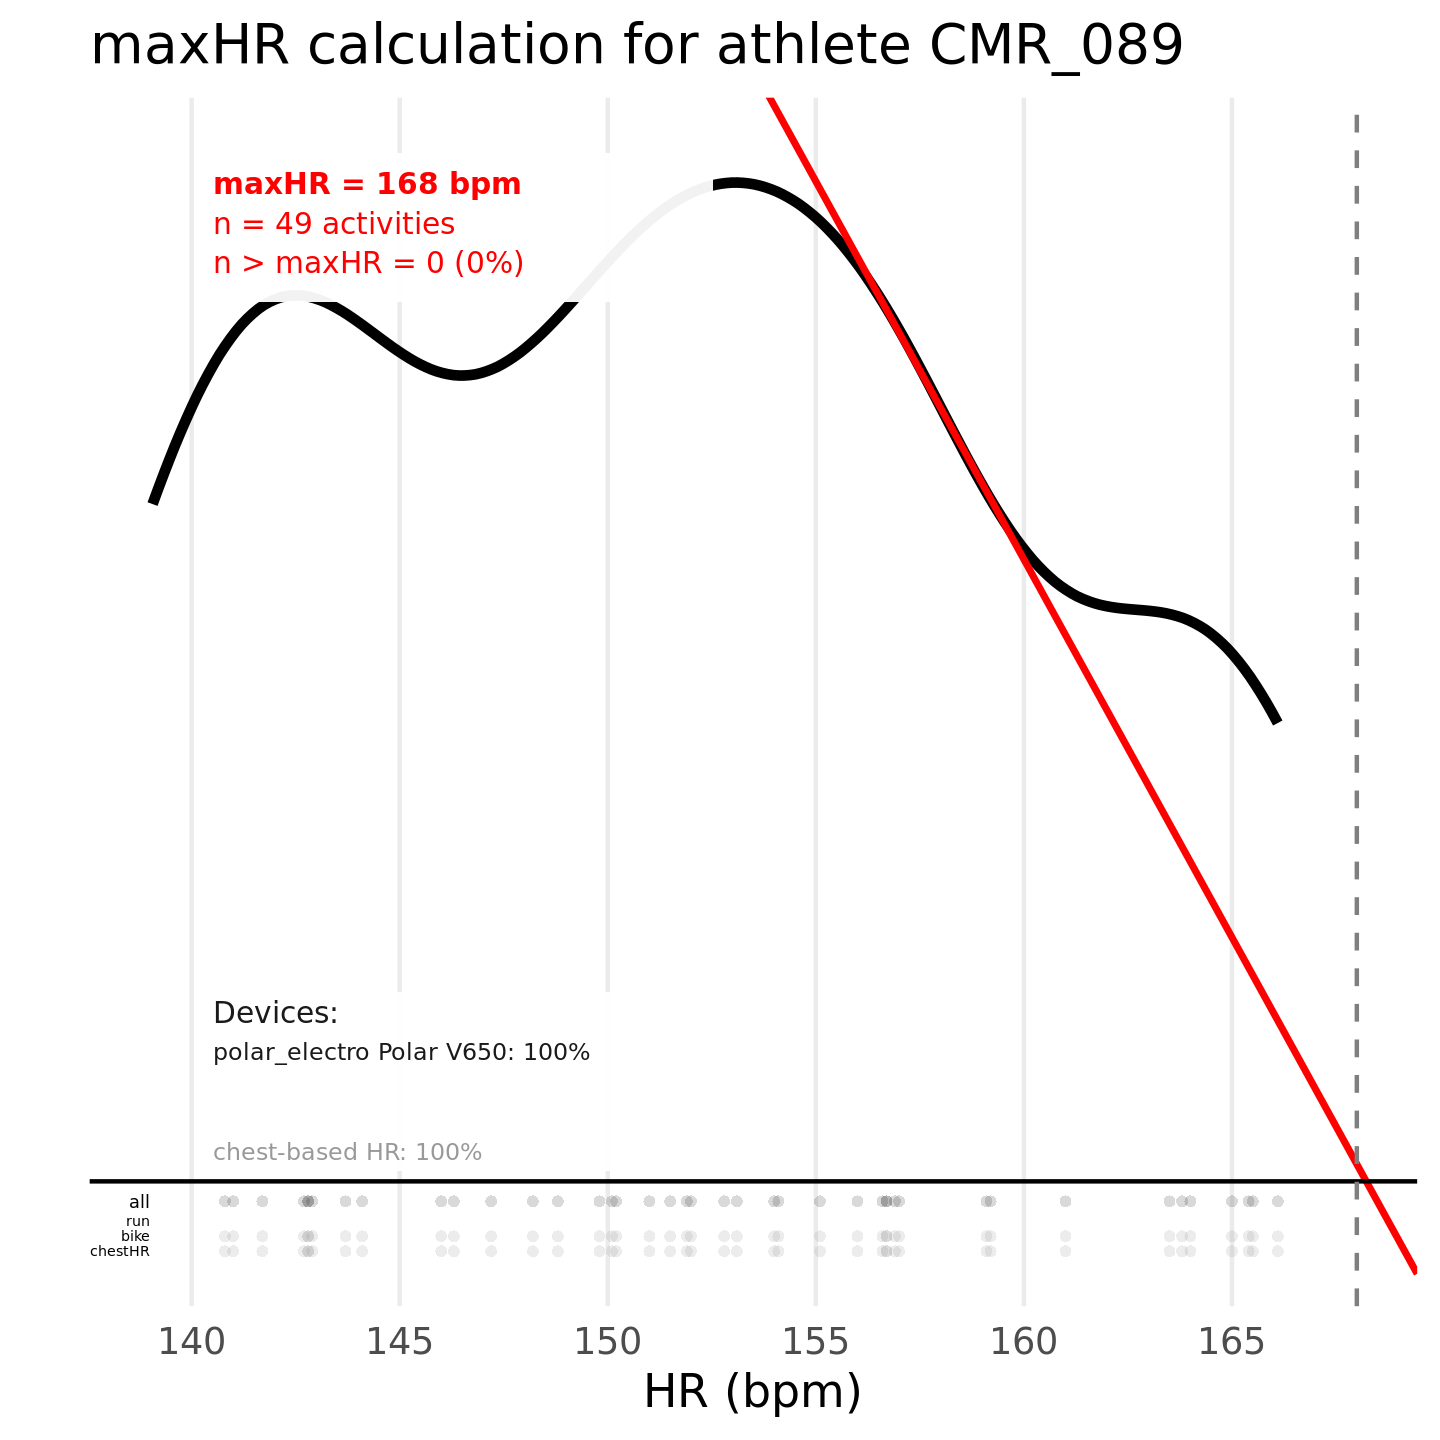 maxHR calculation for athlete CMR_089
maxHR = 168 bpm
n = 49 activities
n > maxHR = 0 (0%)
Devices:
polar_electro Polar V650: 100%
chest-based HR: 100%
all
run
bike
chestHR
140 145 150 155 160 165
HR (bpm)